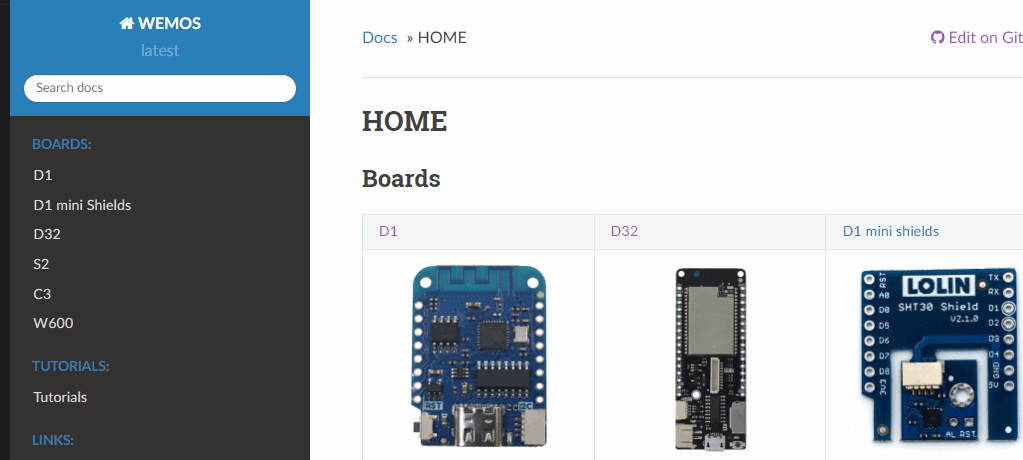 WEMOS
latest
Search docs
BOARDS:
D1
D1 mini Shields
D32
S2
C3
W600
TUTORIALS:
Tutorials
LINKS:
Docs » HOME
Edit on Git
HOME
Boards
D1 D32 D1 mini shields
RST
I2C
LOLIN
SHT30 Shield
V2.1.0
RST
A0
D0
D5
D6
D7
D8
3V3
TX
RX
D1
D2
D3
D4
GND
5V
AL RST